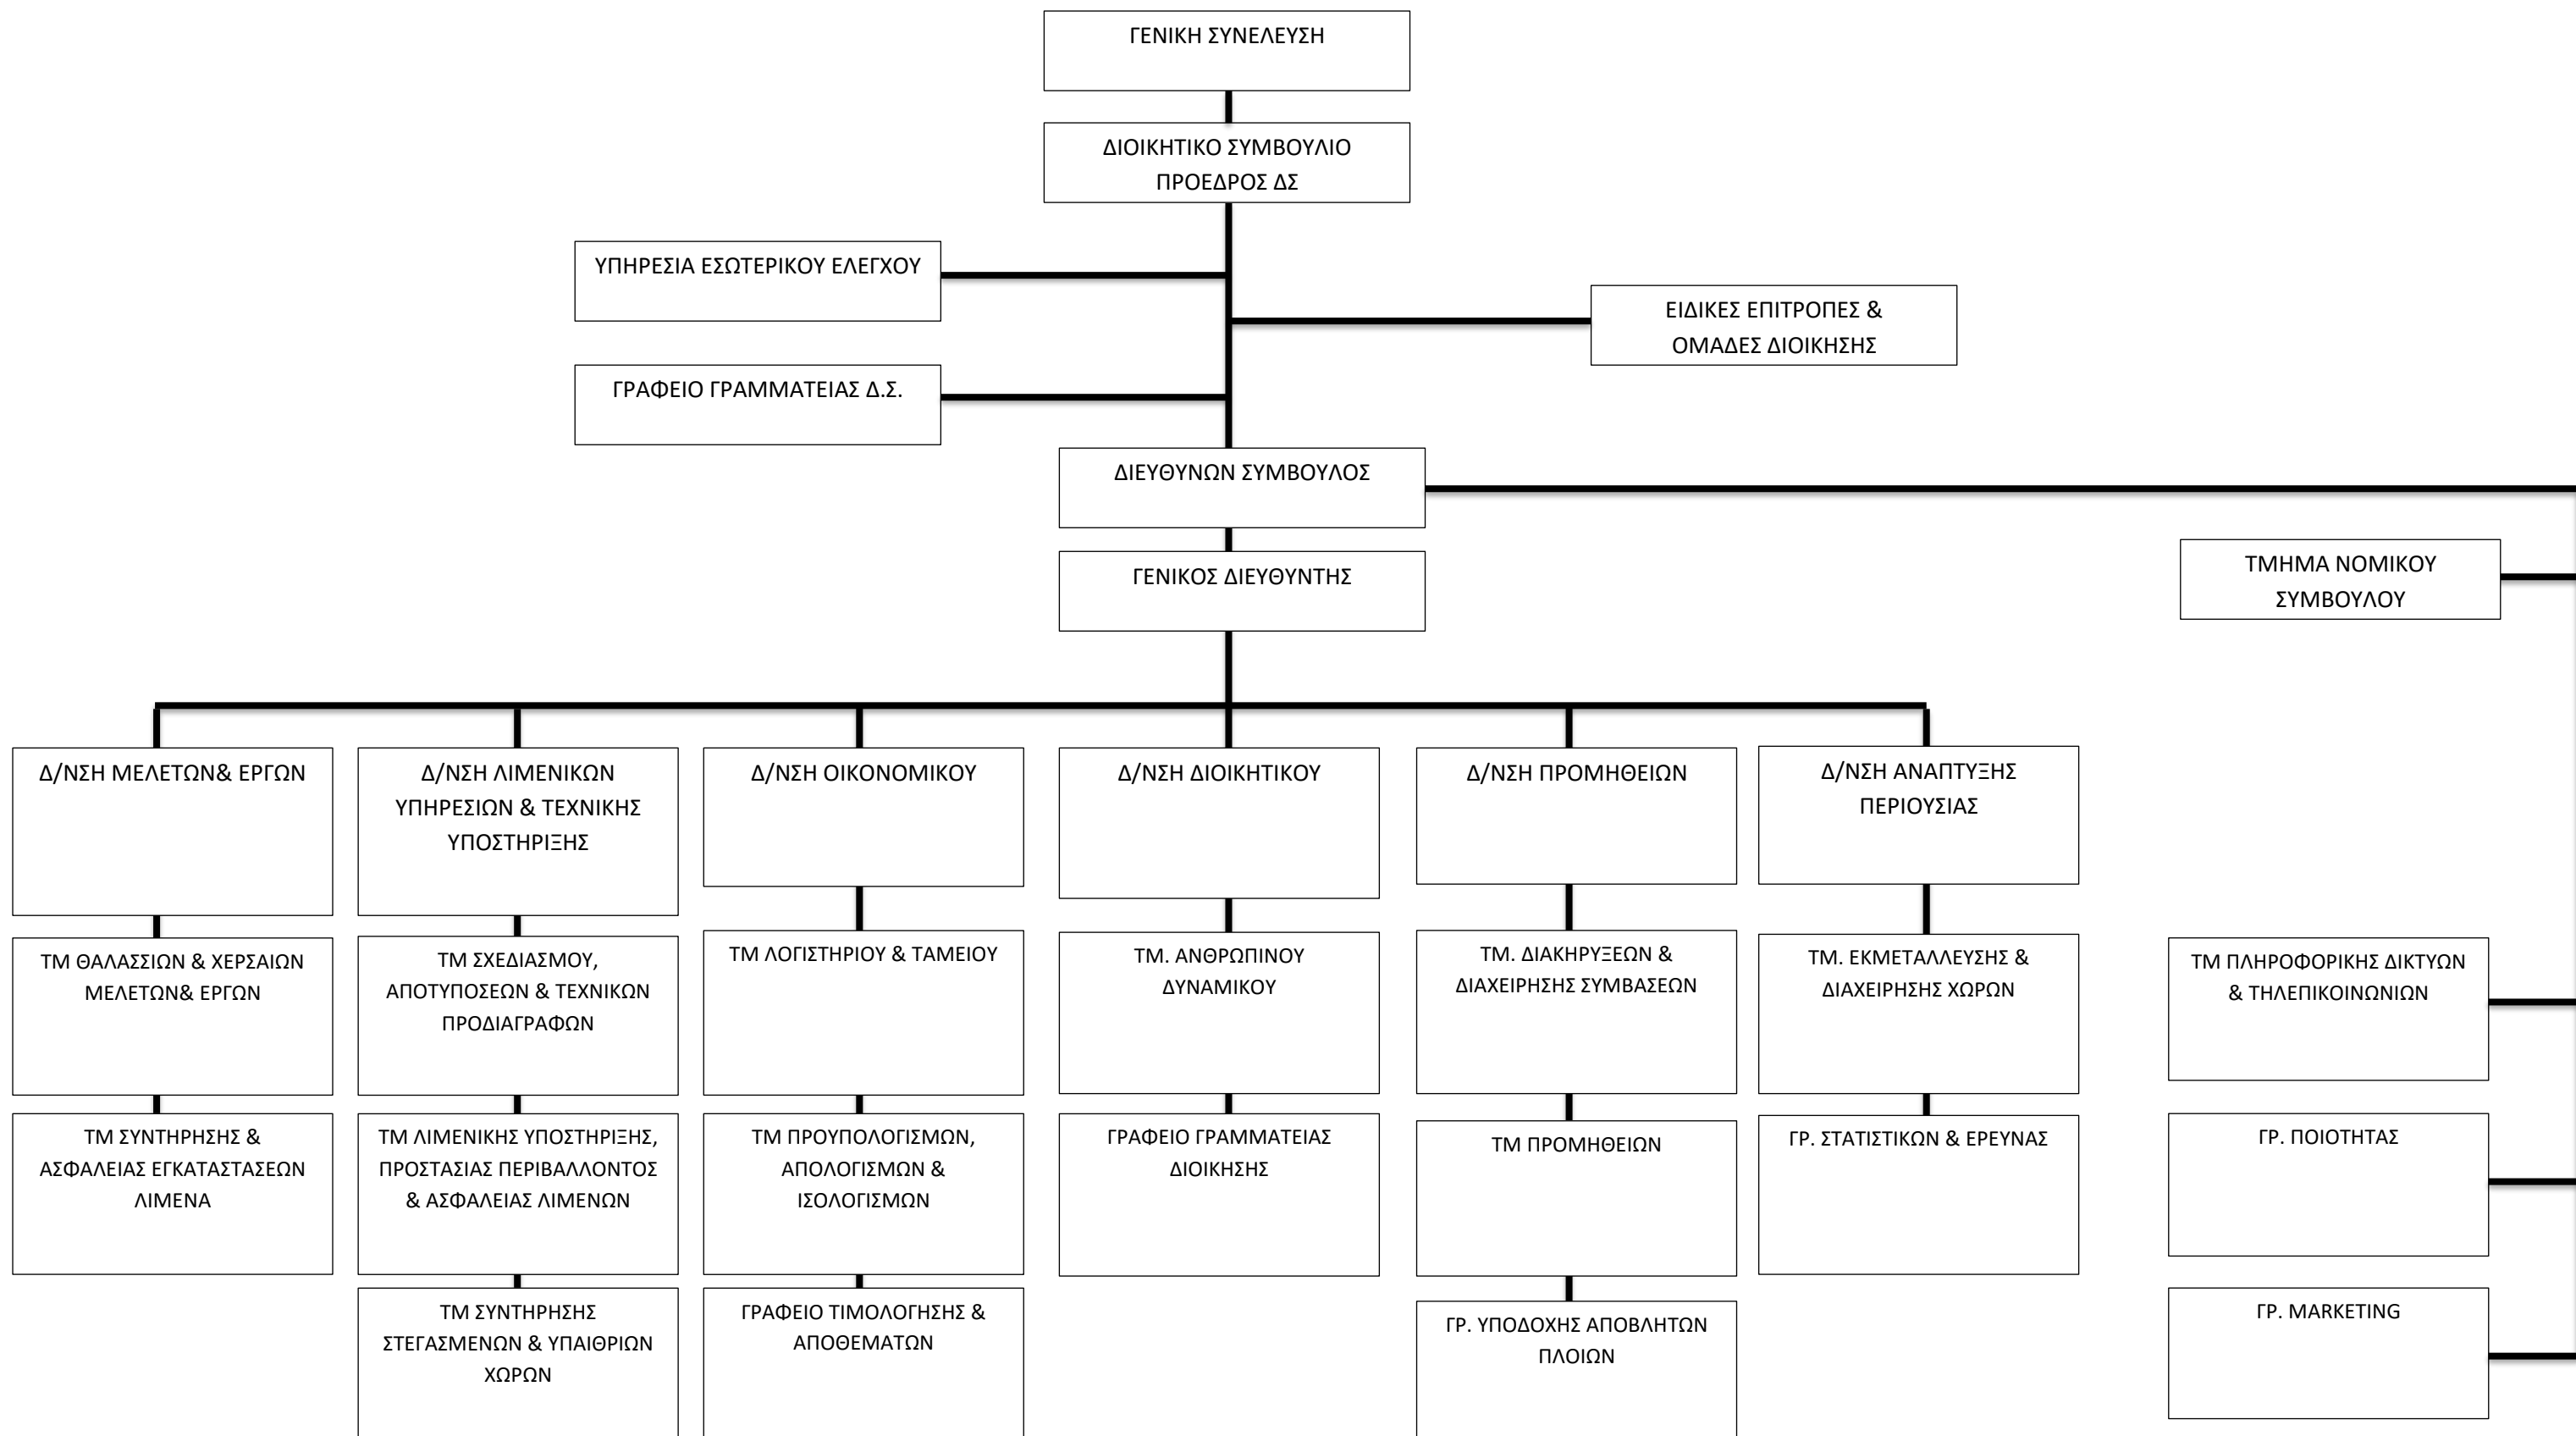 ΓΕΝΙΚΗ ΣΥΝΕΛΕΥΣΗ
ΔΙΟΙΚΗΤΙΚΟ ΣΥΜΒΟΥΛΙΟ
ΠΡΟΕΔΡΟΣ ΔΣ
ΥΠΗΡΕΣΙΑ ΕΣΩΤΕΡΙΚΟΥ ΕΛΕΓΧΟΥ
ΕΙΔΙΚΕΣ ΕΠΙΤΡΟΠΕΣ &
ΟΜΑΔΕΣ ΔΙΟΙΚΗΣΗΣ
ΓΡΑΦΕΙΟ ΓΡΑΜΜΑΤΕΙΑΣ Δ.Σ.
ΔΙΕΥΘΥΝΩΝ ΣΥΜΒΟΥΛΟΣ
ΓΕΝΙΚΟΣ ΔΙΕΥΘΥΝΤΗΣ
ΤΜΗΜΑ ΝΟΜΙΚΟΥ
ΣΥΜΒΟΥΛΟΥ
Δ/ΝΣΗ ΜΕΛΕΤΩΝ& ΕΡΓΩΝ
Δ/ΝΣΗ ΛΙΜΕΝΙΚΩΝ
ΥΠΗΡΕΣΙΩΝ & ΤΕΧΝΙΚΗΣ
ΥΠΟΣΤΗΡΙΞΗΣ
Δ/ΝΣΗ ΟΙΚΟΝΟΜΙΚΟΥ
Δ/ΝΣΗ ΔΙΟΙΚΗΤΙΚΟΥ
Δ/ΝΣΗ ΠΡΟΜΗΘΕΙΩΝ
Δ/ΝΣΗ ΑΝΑΠΤΥΞΗΣ
ΠΕΡΙΟΥΣΙΑΣ
ΤΜ ΘΑΛΑΣΣΙΩΝ & ΧΕΡΣΑΙΩΝ
ΜΕΛΕΤΩΝ& ΕΡΓΩΝ
ΤΜ ΣΧΕΔΙΑΣΜΟΥ,
ΑΠΟΤΥΠΟΣΕΩΝ & ΤΕΧΝΙΚΩΝ
ΠΡΟΔΙΑΓΡΑΦΩΝ
ΤΜ ΛΟΓΙΣΤΗΡΙΟΥ & ΤΑΜΕΙΟΥ
ΤΜ. ΑΝΘΡΩΠΙΝΟΥ
ΔΥΝΑΜΙΚΟΥ
ΤΜ. ΔΙΑΚΗΡΥΞΕΩΝ &
ΔΙΑΧΕΙΡΗΣΗΣ ΣΥΜΒΑΣΕΩΝ
ΤΜ. ΕΚΜΕΤΑΛΛΕΥΣΗΣ &
ΔΙΑΧΕΙΡΗΣΗΣ ΧΩΡΩΝ
ΤΜ ΠΛΗΡΟΦΟΡΙΚΗΣ ΔΙΚΤΥΩΝ
& ΤΗΛΕΠΙΚΟΙΝΩΝΙΩΝ
ΤΜ ΣΥΝΤΗΡΗΣΗΣ &
ΑΣΦΑΛΕΙΑΣ ΕΓΚΑΤΑΣΤΑΣΕΩΝ
ΛΙΜΕΝΑ
ΤΜ ΛΙΜΕΝΙΚΗΣ ΥΠΟΣΤΗΡΙΞΗΣ,
ΠΡΟΣΤΑΣΙΑΣ ΠΕΡΙΒΑΛΛΟΝΤΟΣ
& ΑΣΦΑΛΕΙΑΣ ΛΙΜΕΝΩΝ
ΤΜ ΠΡΟΥΠΟΛΟΓΙΣΜΩΝ,
ΑΠΟΛΟΓΙΣΜΩΝ &
ΙΣΟΛΟΓΙΣΜΩΝ
ΓΡΑΦΕΙΟ ΓΡΑΜΜΑΤΕΙΑΣ
ΔΙΟΙΚΗΣΗΣ
ΤΜ ΠΡΟΜΗΘΕΙΩΝ
ΓΡ. ΣΤΑΤΙΣΤΙΚΩΝ & ΕΡΕΥΝΑΣ
ΓΡ. ΠΟΙΟΤΗΤΑΣ
ΤΜ ΣΥΝΤΗΡΗΣΗΣ
ΣΤΕΓΑΣΜΕΝΩΝ & ΥΠΑΙΘΡΙΩΝ
ΧΩΡΩΝ
ΓΡΑΦΕΙΟ ΤΙΜΟΛΟΓΗΣΗΣ &
ΑΠΟΘΕΜΑΤΩΝ
ΓΡ. ΥΠΟΔΟΧΗΣ ΑΠΟΒΛΗΤΩΝ
ΠΛΟΙΩΝ
ΓΡ. MARKETING